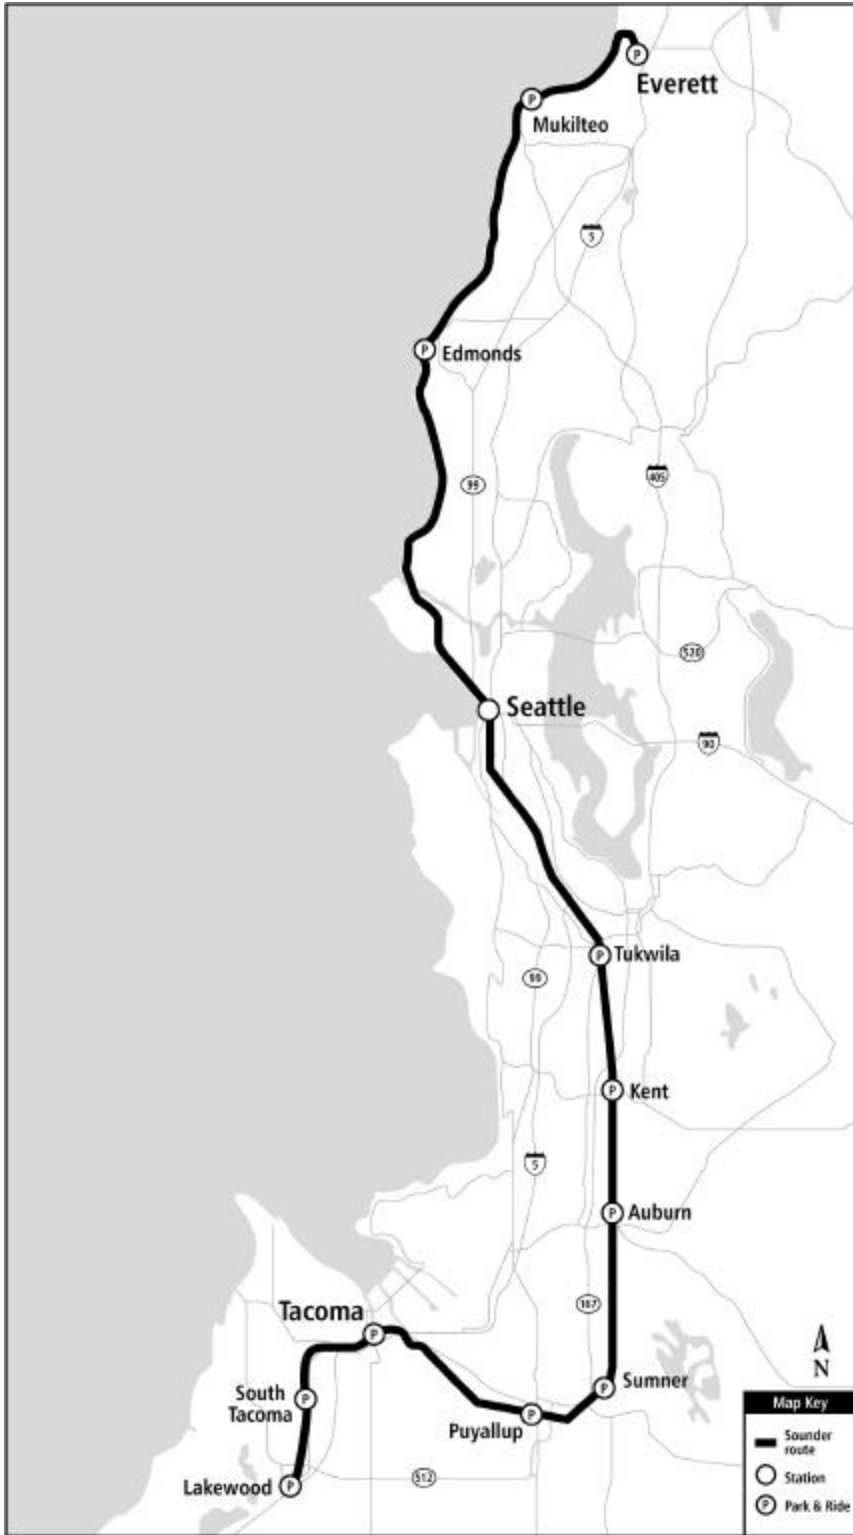 P
Everett
P
Mukilteo
5
P
Edmonds
99
405
520
Seattle
90
P
Tukwila
99
P
Kent
5
P
Auburn
167
Tacoma
P
N
P
Sumner
South
Tacoma
P
P
Puyallup
Lakewood
P
512
Map Key
Sounder
route
Station
P
Park & Ride